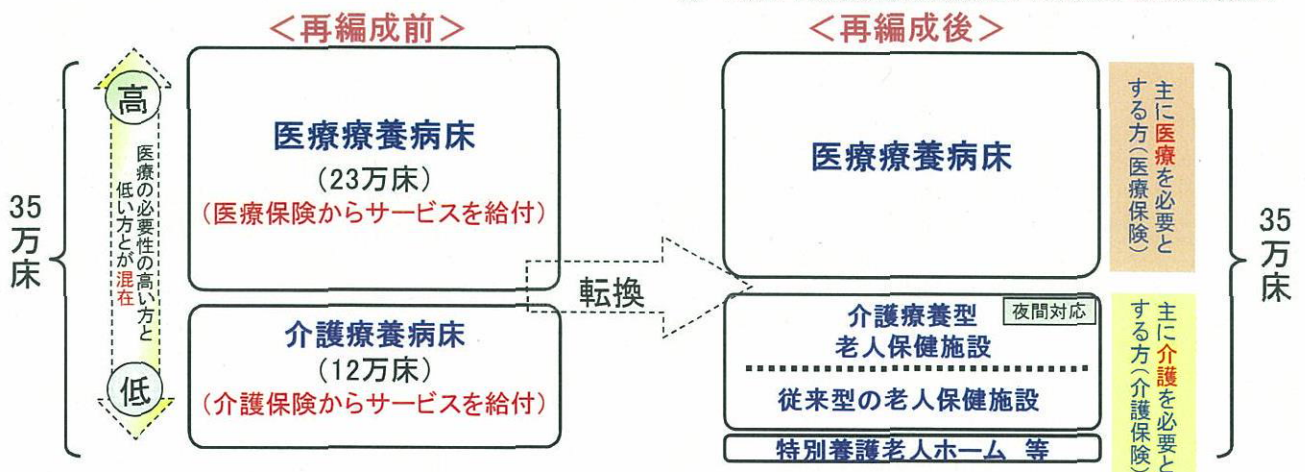 ＜再編成前＞
35万床
高
医療の必要性の高い方と
低い方とが混在
低
医療療養病床
(23万床)
(医療保険からサービスを給付)
介護療養病床
(12万床)
(介護保険からサービスを給付)
転換
＜再編成後＞
医療療養病床
介護療養型
老人保健施設
夜間対応
従来型の老人保健施設
特別養護老人ホーム 等
主に医療を必要と
する方(医療保険)
主に介護を必要と
する方(介護保険)
35万床